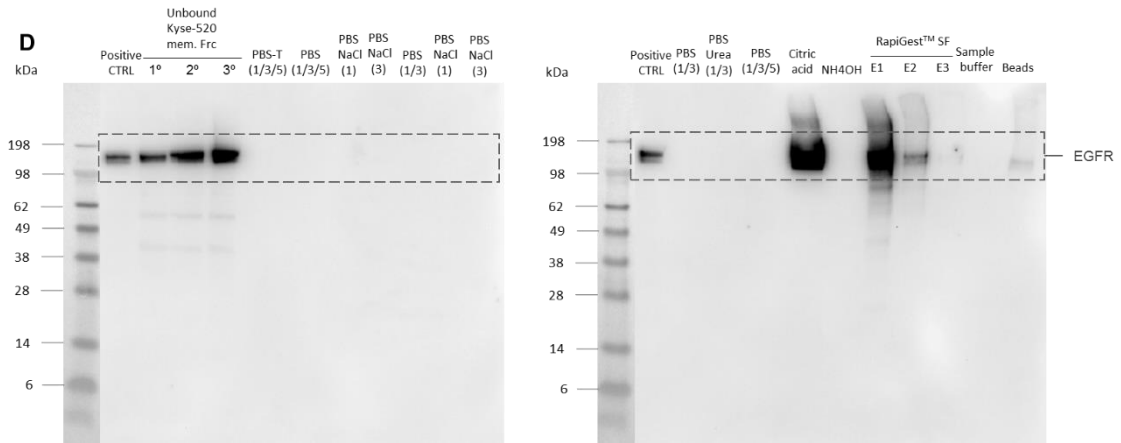 D
kDa
Positive
CTRL
Unbound
Kyse-520
mem. Frc
1º 2º 3º
PBS-T
(1/3/5)
PBS
(1/3/5)
PBS
NaCl
(1)
PBS
NaCl
(3)
PBS
(1/3)
PBS
NaCl
(1)
PBS
NaCl
(3)
198
98
62
49
38
28
14
6
kDa
Positive
CTRL
PBS
(1/3)
PBS
Urea
(1/3)
PBS
(1/3/5)
Citric
acid
NH4OH
RapiGest™ SF
E1 E2 E3
Sample
buffer
Beads
198
98
62
49
38
28
14
6
EGFR